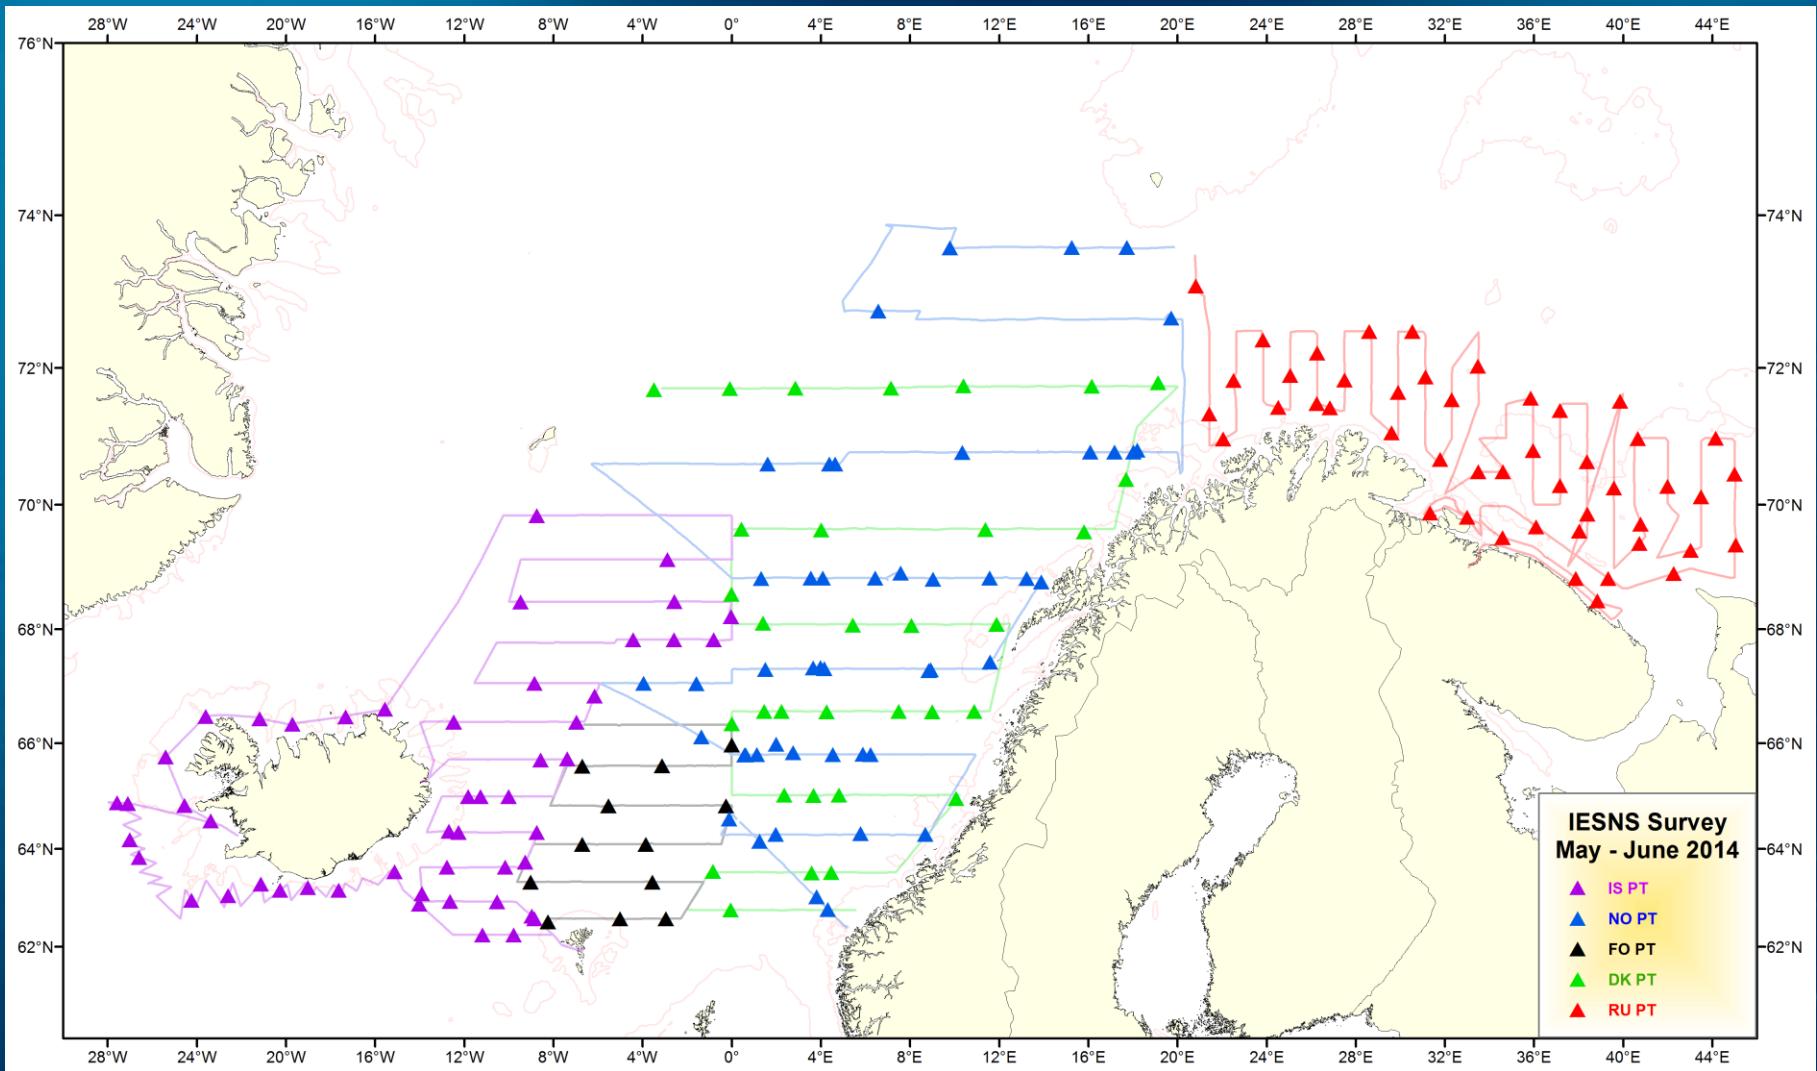 28°W 24°W 20°W 16°W 12°W 8°W 4°W 0° 4°E 8°E 12°E 16°E 20°E 24°E 28°E 32°E 36°E 40°E 44°E
76°N
74°N 74°N
72°N 72°N
70°N 70°N
68°N 68°N
66°N 66°N
64°N 64°N
62°N 62°N
IESNS Survey
May - June 2014
IS PT
NO PT
FO PT
DK PT
RU PT
28°W 24°W 20°W 16°W 12°W 8°W 4°W 0° 4°E 8°E 12°E 16°E 20°E 24°E 28°E 32°E 36°E 40°E 44°E